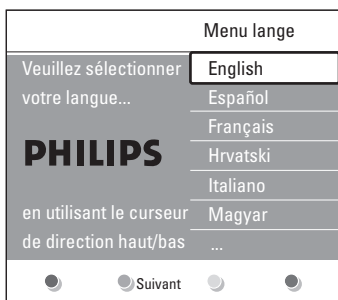 Menu lange
Veuillez sélectionner
votre langue...
PHILIPS
en utilisant le curseur
de direction haut/bas
English
Español
Français
Hrvatski
Italiano
Magyar
...
Suivant